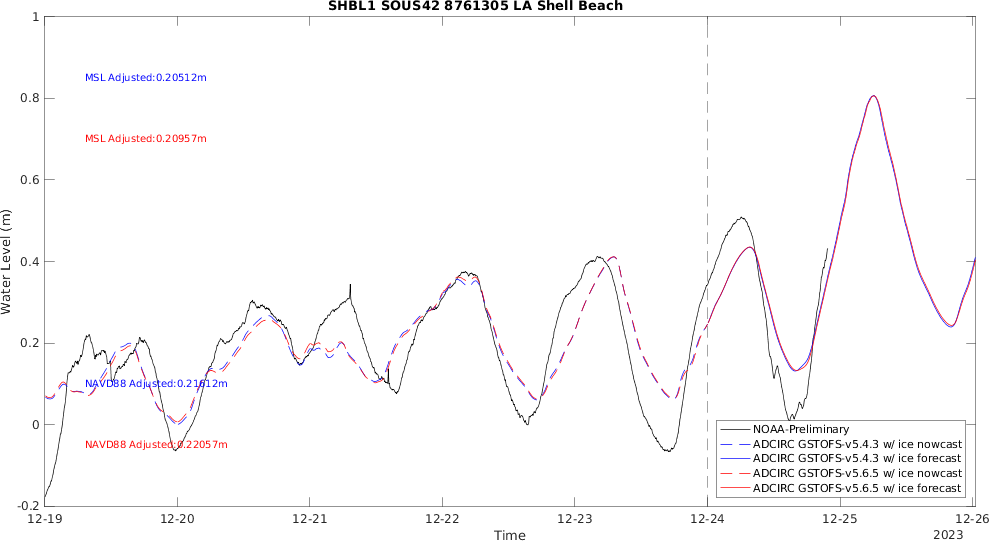 SHBL1 SOUS42 8761305 LA Shell Beach
1
MSL Adjusted:0.20512m
0.8
MSL Adjusted:0.20957m
0.6
0.4
Water Level (m)
0.2
NAVD88 Adjusted:0.21612m
0
NAVD88 Adjusted:0.22057m
NOAA-Preliminary
ADCIRC GSTOFS-v5.4.3 w/ ice nowcast
ADCIRC GSTOFS-v5.4.3 w/ ice forecast
ADCIRC GSTOFS-v5.6.5 w/ ice nowcast
ADCIRC GSTOFS-v5.6.5 w/ ice forecast
-0.2
12-19 12-20 12-21 12-22 12-23 12-24 12-25 12-26
Time
2023